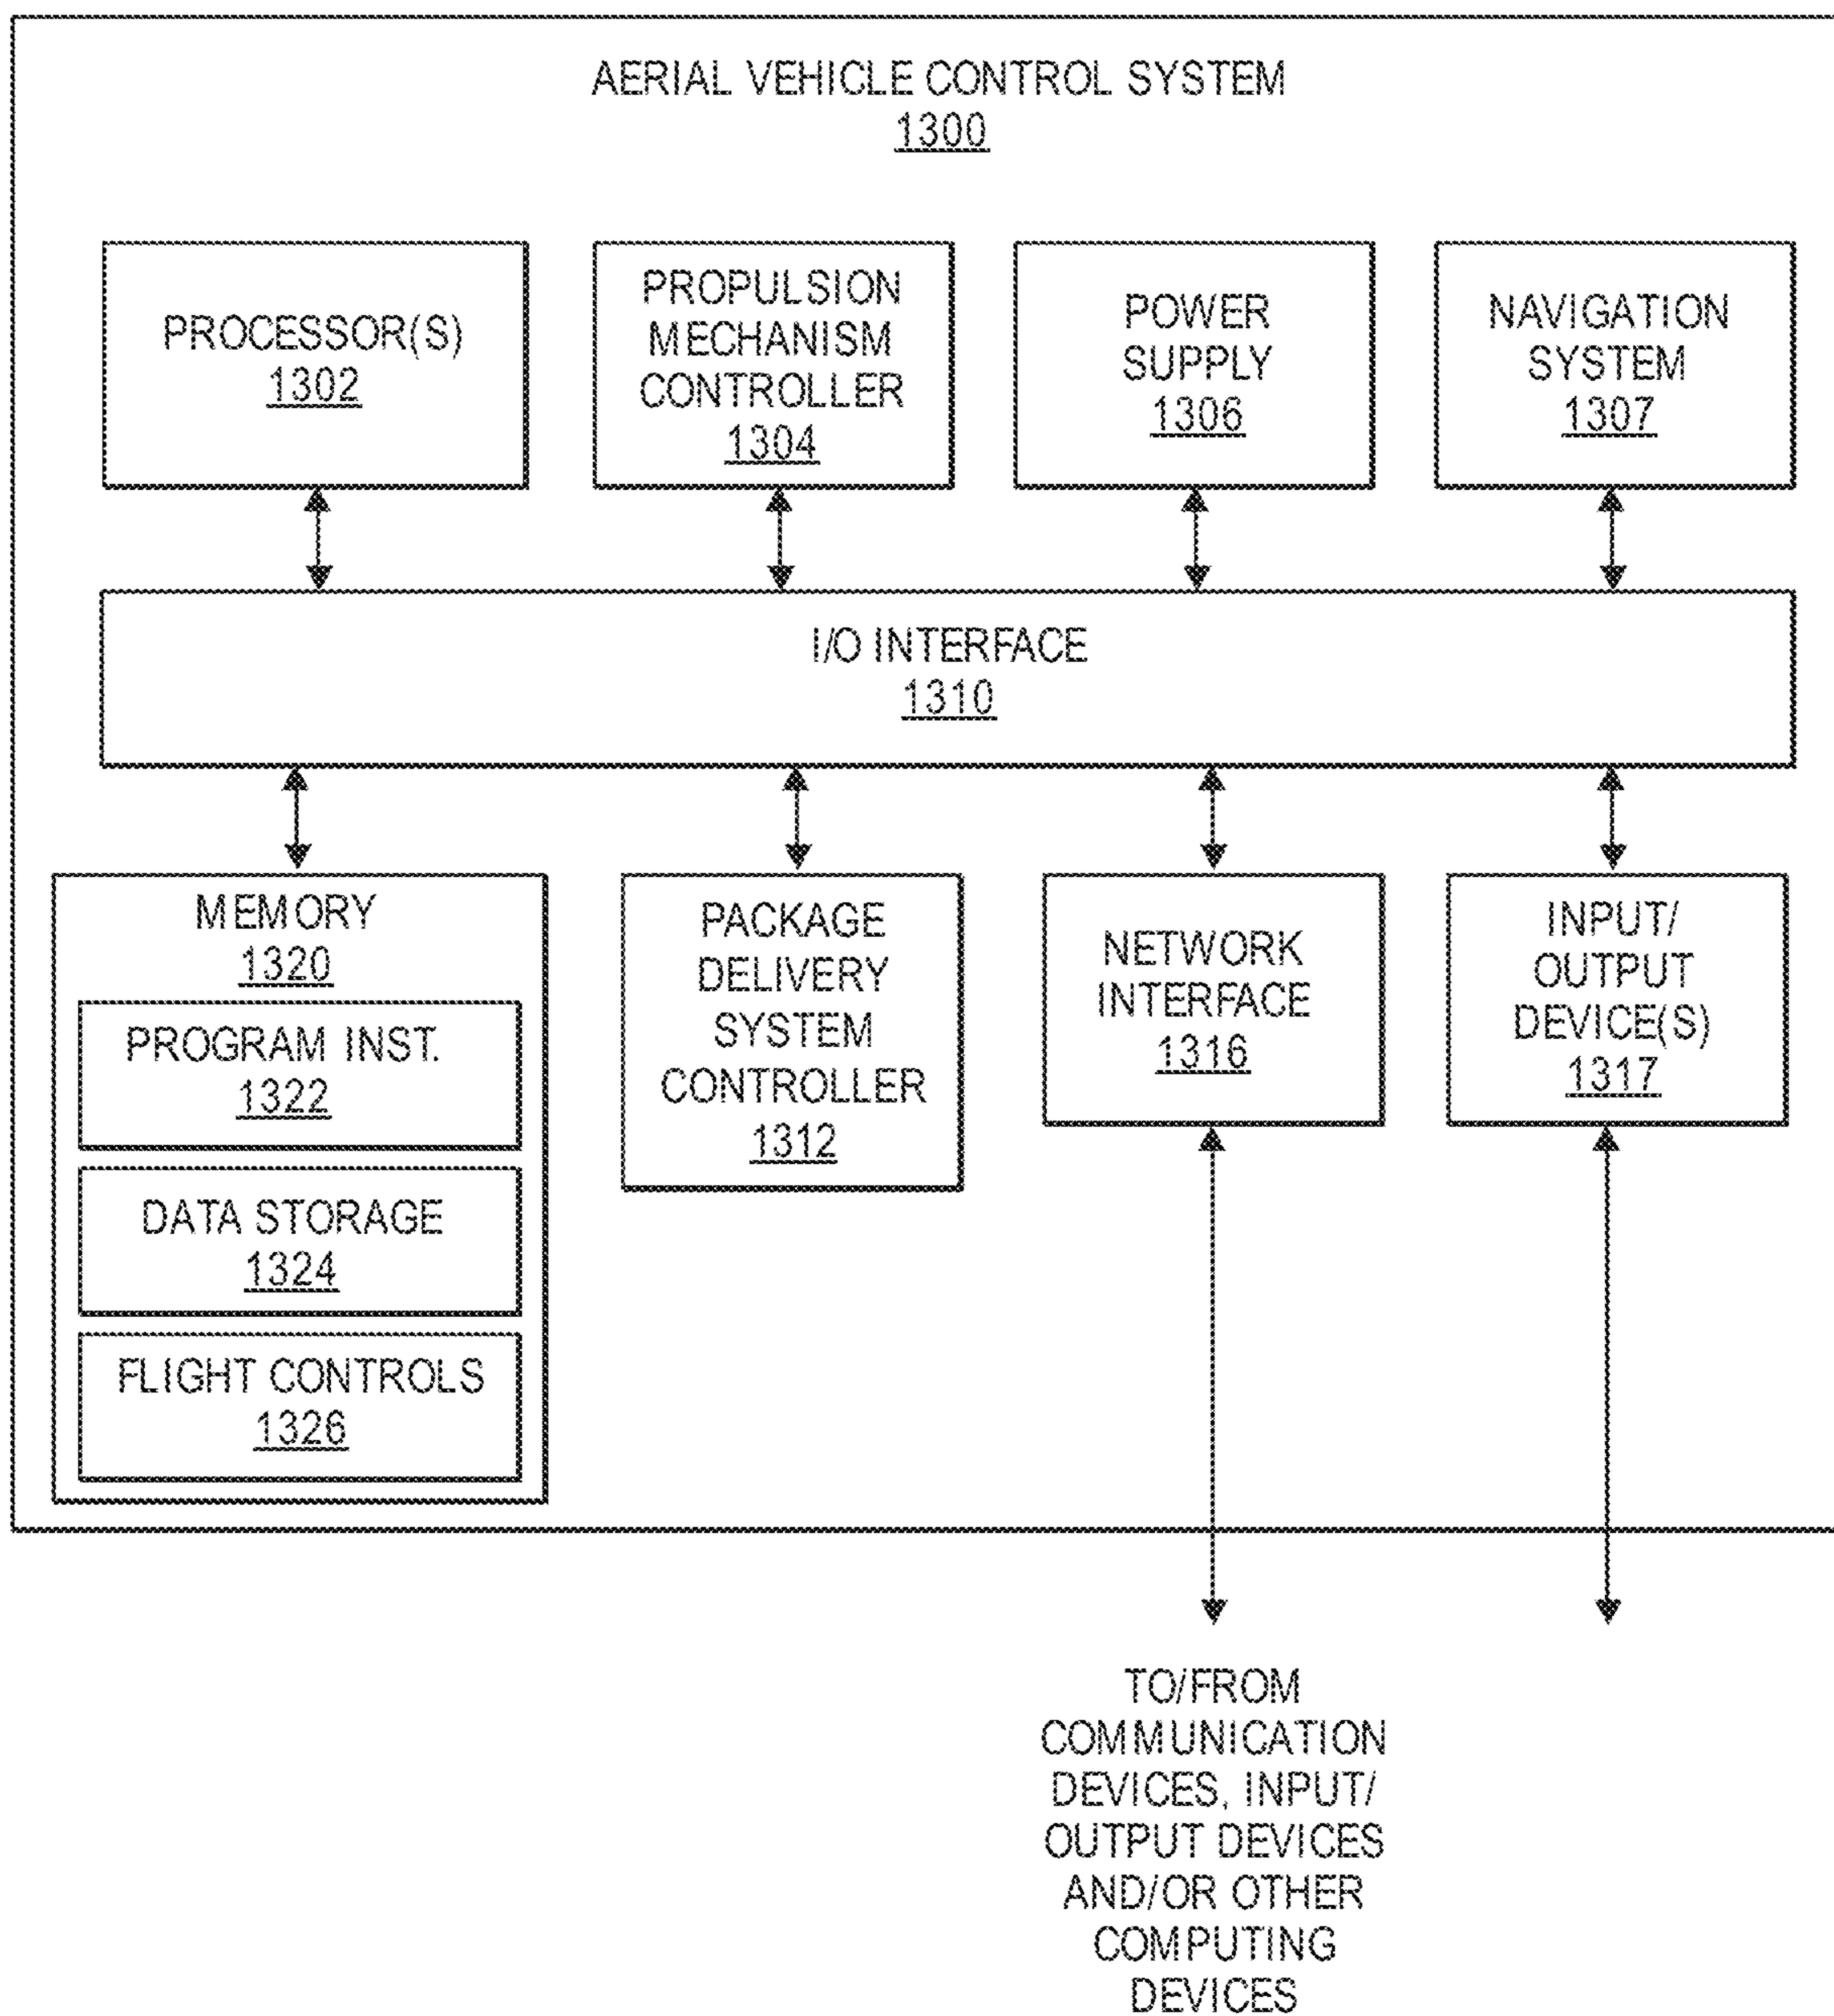 AERIAL VEHICLE CONTROL SYSTEM
1300
PROCESSOR(S)
1302
PROPULSION
MECHANISM
CONTROLLER
1304
POWER
SUPPLY
1306
NAVIGATION
SYSTEM
1307
I/O INTERFACE
1310
MEMORY
1320
PROGRAM INST.
1322
DATA STORAGE
1324
FLIGHT CONTROLS
1326
PACKAGE
DELIVERY
SYSTEM
CONTROLLER
1312
NETWORK
INTERFACE
1316
INPUT/
OUTPUT
DEVICE(S)
1317
TO/FROM
COMMUNICATION
DEVICES, INPUT/
OUTPUT DEVICES
AND/OR OTHER
COMPUTING
DEVICES